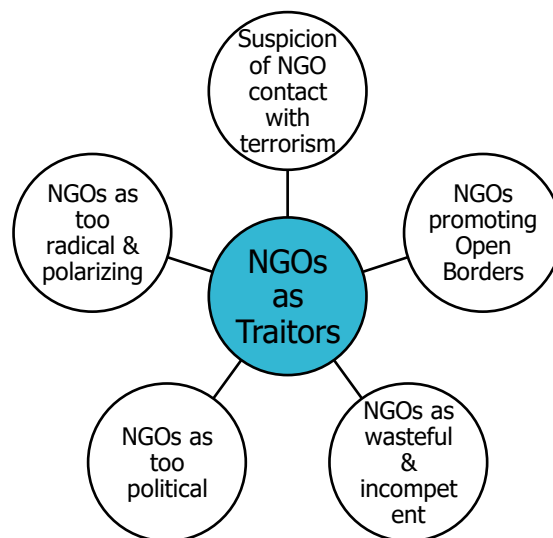 Suspicion
of NGO
contact
with
terrorism
NGOs as
too
radical &
polarizing
NGOs
promoting
Open
Borders
NGOs
as
Traitors
NGOs as
too
political
NGOs as
wasteful
&
incompet
ent